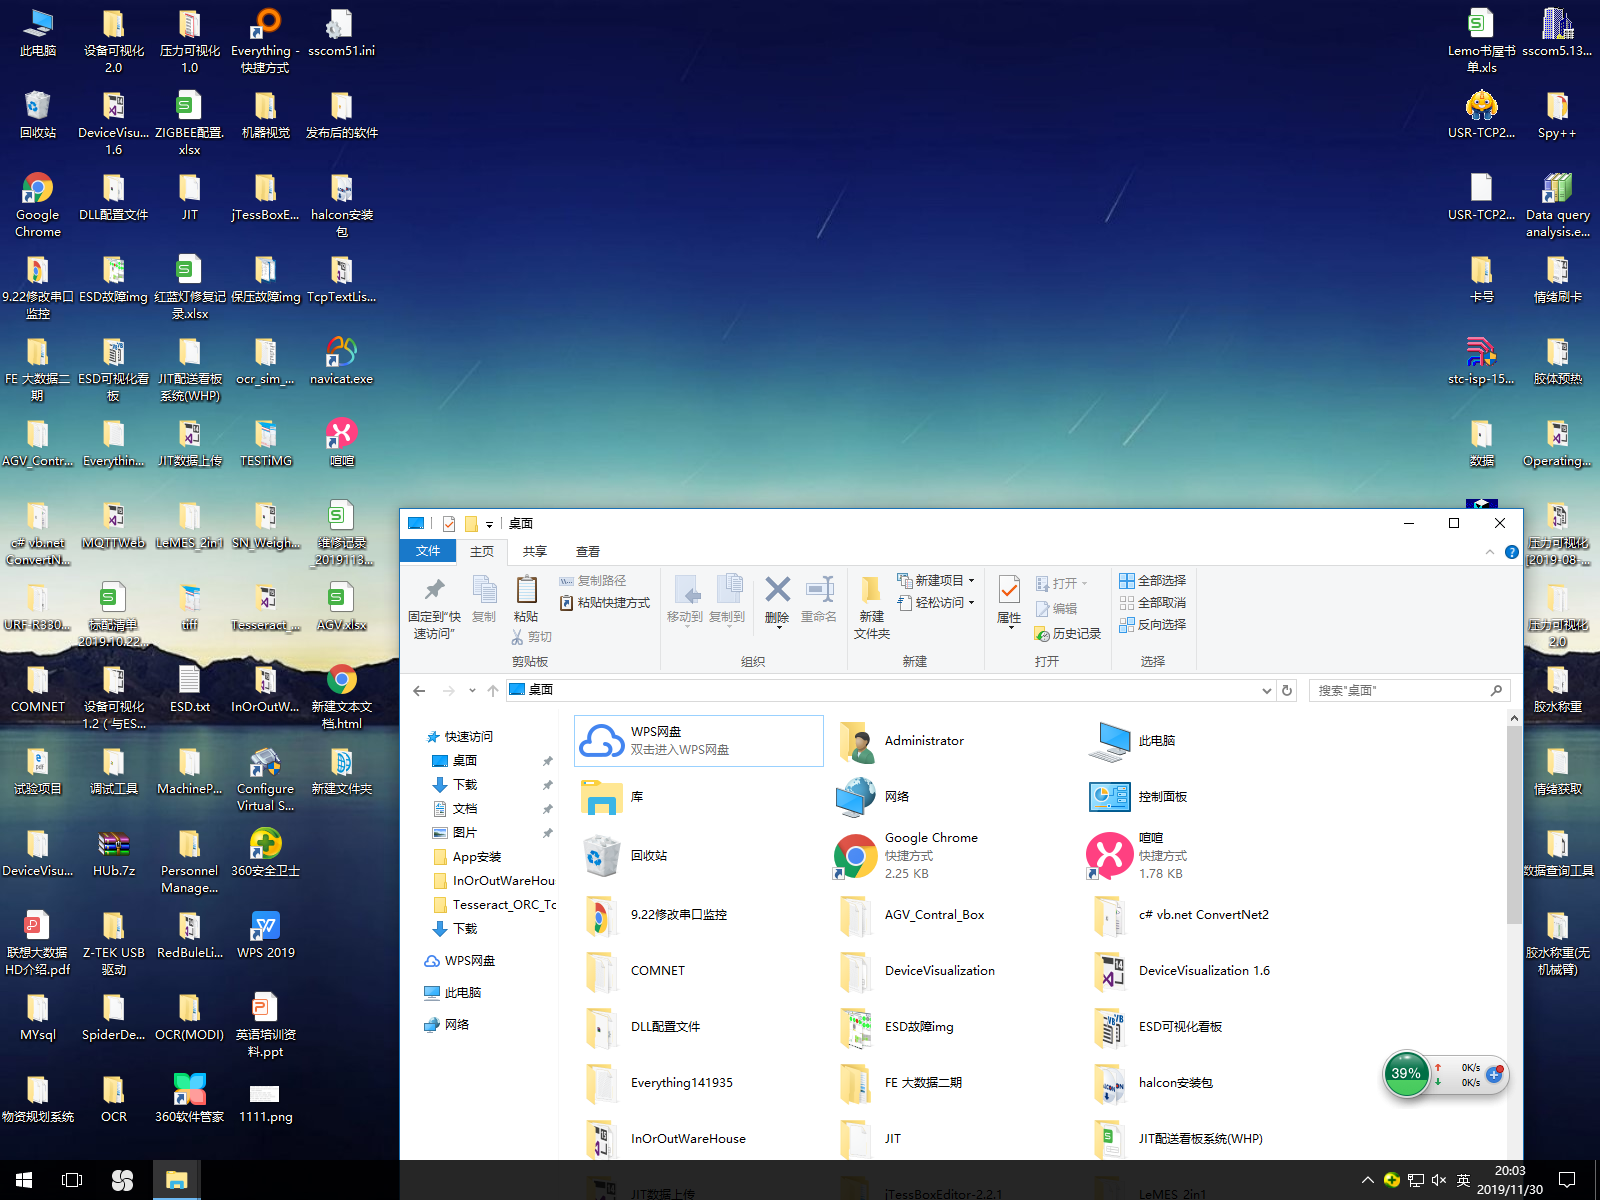 此电脑
设备可视化
2.0
压力可视化
1.0
Everything -
快捷方式
sscom51.ini
回收站
DeviceVisu...
1.6
ZIGBEE配置.
xlsx
机器视觉
发布后的软件
Google
Chrome
DLL配置文件
JIT
jTessBoxE...
halcon安装
包
9.22修改串口
监控
ESD故障img
红蓝灯修复记
录.xlsx
保压故障img
TcpTextLis...
FE 大数据二
期
ESD可视化看
板
JIT配送看板
系统(WHP)
ocr_sim_...
navicat.exe
AGV_Contr...
Everythin...
JIT数据上传
TESTiMG
喧喧
c# vb.net
ConvertN...
MQTTWeb
LeMES_2in1
SN_Weigh...
维修记录
_2019113...
URF-R330...
标配清单
2019.10.22...
tiff
Tesseract_...
AGV.xlsx
COMNET
设备可视化
1.2 ( 与ES...
ESD.txt
InOrOutW...
新建文本文
档.html
试验项目
调试工具
MachineP...
Configure
Virtual S...
新建文件夹
DeviceVisu...
HUb.7z
Personnel
Manage...
360安全卫士
联想大数据
HD介绍.pdf
Z-TEK USB
驱动
RedBuleLi...
WPS 2019
MYsql
SpiderDe...
OCR(MODI)
英语培训资
料.ppt
物资规划系统
OCR
360软件管家
1111.png
Lemo书屋书
单.xls
sscom5.13...
USR-TCP2...
Spy++
USR-TCP2...
Data query
analysis.e...
卡号
情绪刷卡
stc-isp-15...
胶体预热
数据
Operating...
压力可视化
[2019-08-...
压力可视化
2.0
胶水称重
情绪获取
数据查询工具
胶水称重(无
机械臂)
桌面
文件
主页
共享
查看
固定到"快
速访问"
复制
粘贴
复制路径
粘贴快捷方式
剪切
剪贴板
移动到
复制到
删除
重命名
组织
新建
文件夹
新建项目
轻松访问
新建
属性
打开
编辑
历史记录
打开
全部选择
全部取消
反向选择
选择
桌面
搜索"桌面"
快速访问
桌面
下载
文档
图片
App安装
InOrOutWareHou
Tesseract_ORC_Tc
下载
WPS网盘
此电脑
网络
WPS网盘
双击进入WPS网盘
Administrator
此电脑
库
网络
控制面板
回收站
Google Chrome
快捷方式
2.25 KB
喧喧
快捷方式
1.78 KB
9.22修改串口监控
AGV_Contral_Box
c# vb.net ConvertNet2
COMNET
DeviceVisualization
DeviceVisualization 1.6
DLL配置文件
ESD故障img
ESD可视化看板
Everything141935
FE 大数据二期
halcon安装包
InOrOutWareHouse
JIT
JIT配送看板系统(WHP)
JIT数据上传
jTessBoxEditor-2.2.1
LeMES_2in1
39%
0K/s
0K/s
英
20:03
2019/11/30